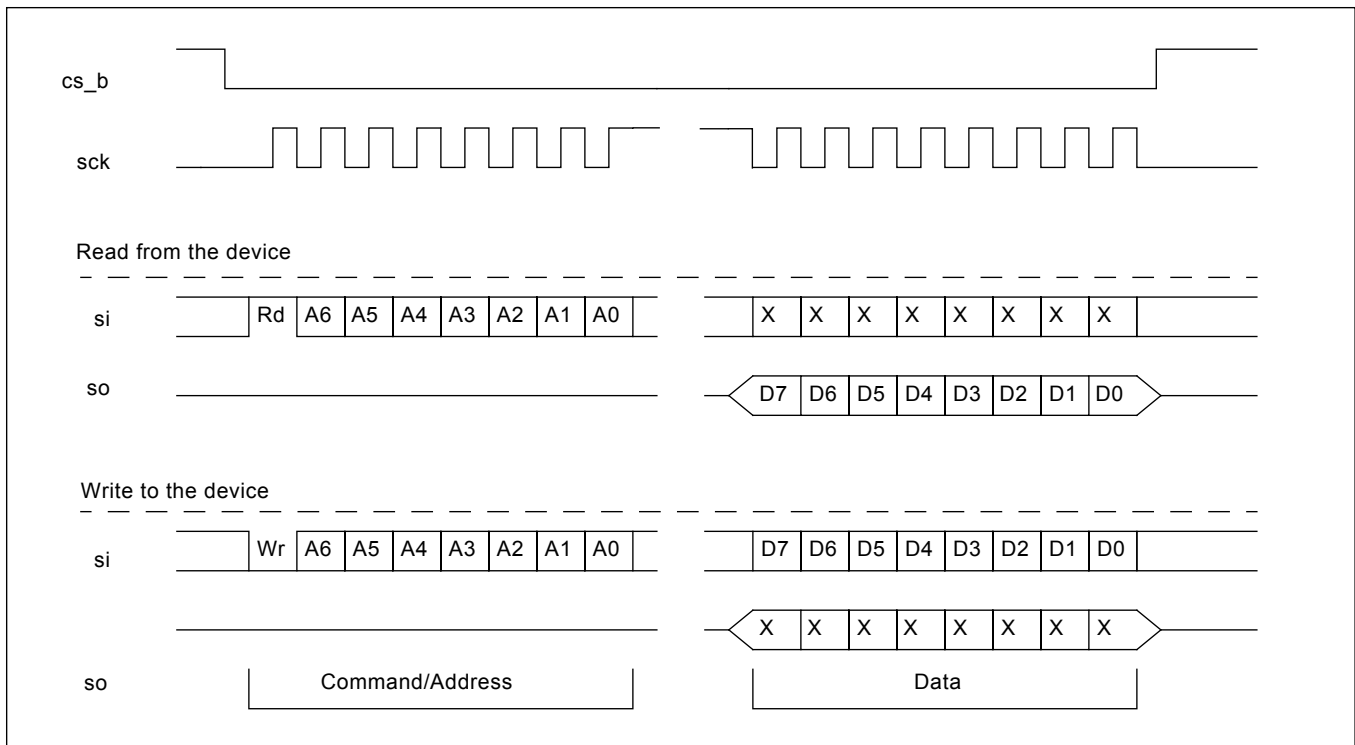 cs_b
sck
Read from the device
si Rd A6 A5 A4 A3 A2 A1 A0 X X X X X X X X
so D7 D6 D5 D4 D3 D2 D1 D0
Write to the device
si Wr A6 A5 A4 A3 A2 A1 A0 D7 D6 D5 D4 D3 D2 D1 D0
X X X X X X X X
so Command/Address Data